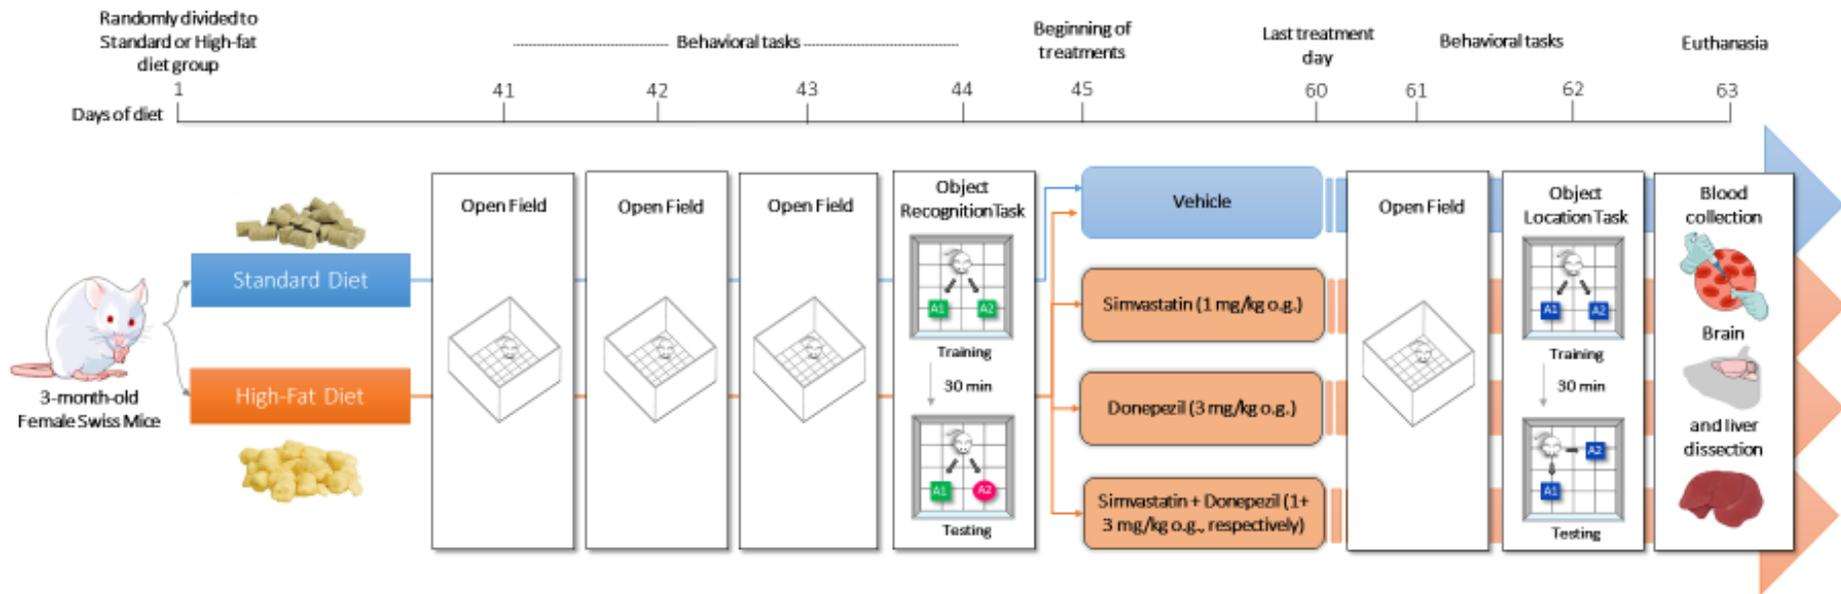 Randomly divided to
Standard or High-fat
diet group
Behavioral tasks
Beginning of
treatments
Last treatment
day
Behavioral tasks
Euthanasia
1
41
42
43
44
45
60
61
62
63
Days of diet
3-month-old
Female Swiss Mice
Standard Diet
High-Fat Diet
Open Field
Open Field
Open Field
Object
Recognition Task
A1 A2
Training
30 min
A1 A2
Testing
Vehicle
Simvastatin (1 mg/kg o.g.)
Donepezil (3 mg/kg o.g.)
Simvastatin + Donepezil (1+
3 mg/kg o.g., respectively)
Open Field
Object
Location Task
A1 A2
Training
30 min
A2
A1
Testing
Blood
collection
Brain
and liver
dissection